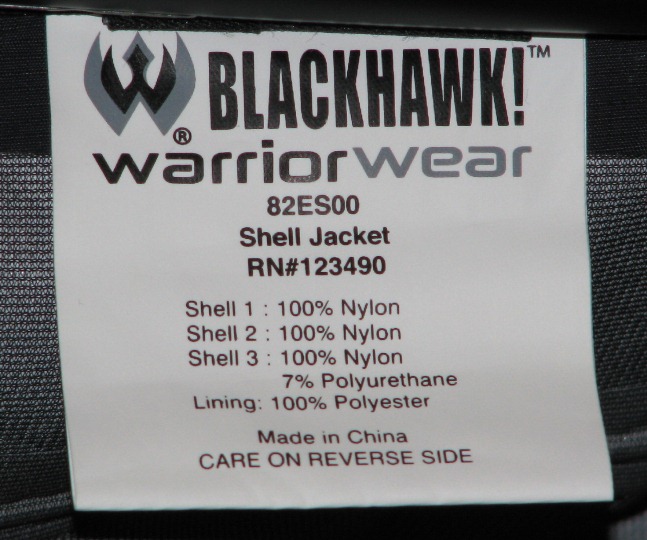 BLACKHAWK!™
®
warriorwear
82ES00
Shell Jacket
RN#123490
Shell 1 : 100% Nylon
Shell 2 : 100% Nylon
Shell 3 : 100% Nylon
7% Polyurethane
Lining: 100% Polyester
Made in China
CARE ON REVERSE SIDE